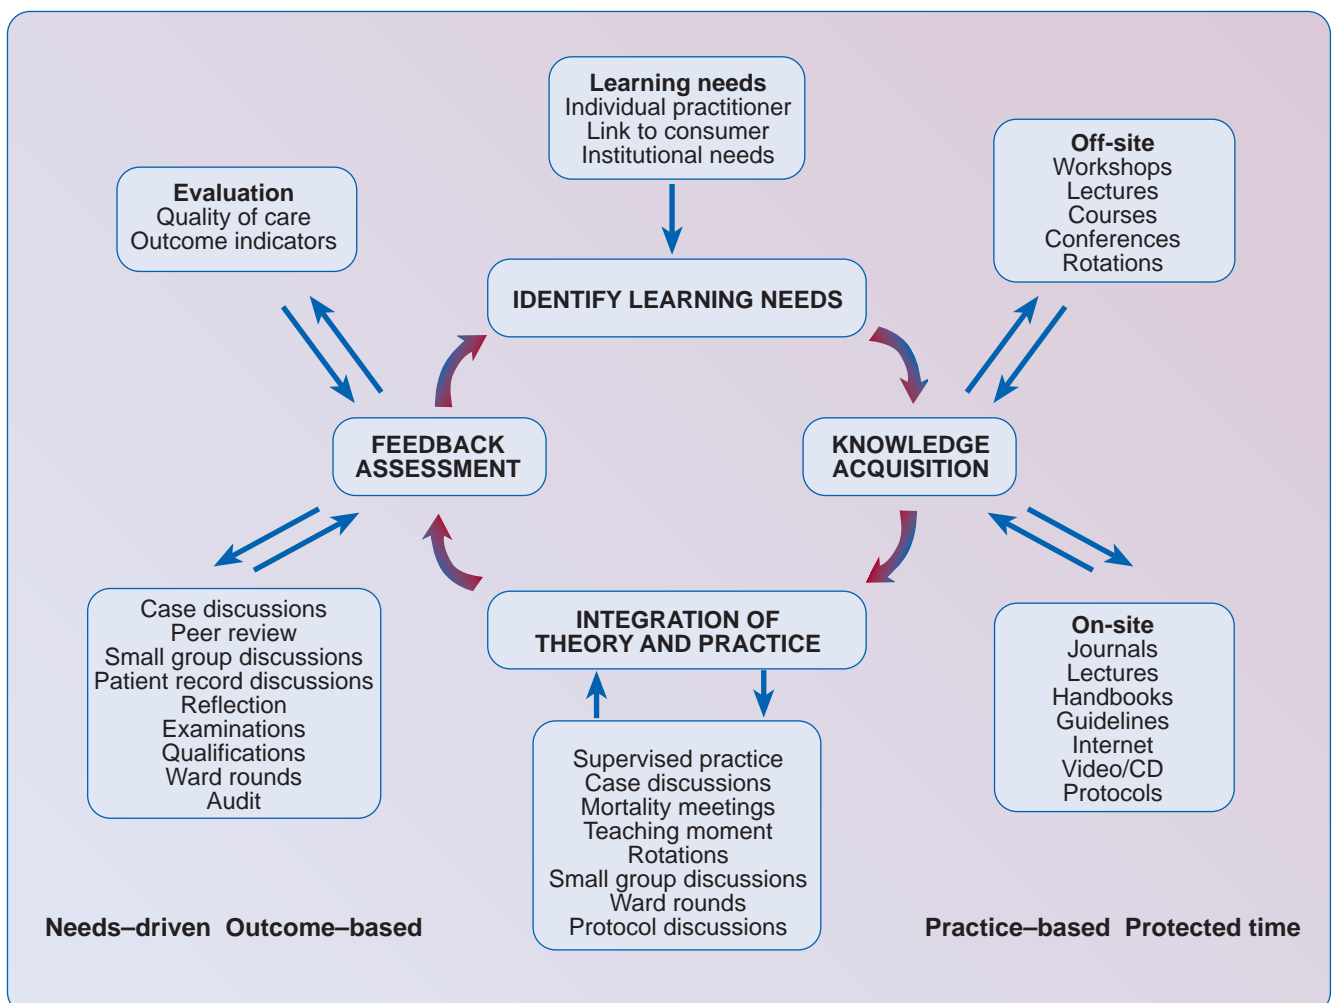 Learning needs
Individual practitioner
Link to consumer
Institutional needs
Off-site
Workshops
Lectures
Courses
Conferences
Rotations
Evaluation
Quality of care
Outcome indicators
IDENTIFY LEARNING NEEDS
FEEDBACK
ASSESSMENT
KNOWLEDGE
ACQUISITION
INTEGRATION OF
THEORY AND PRACTICE
Case discussions
Peer review
Small group discussions
Patient record discussions
Reflection
Examinations
Qualifications
Ward rounds
Audit
On-site
Journals
Lectures
Handbooks
Guidelines
Internet
Video/CD
Protocols
Supervised practice
Case discussions
Mortality meetings
Teaching moment
Rotations
Small group discussions
Ward rounds
Protocol discussions
Needs–driven Outcome–based
Practice–based Protected time